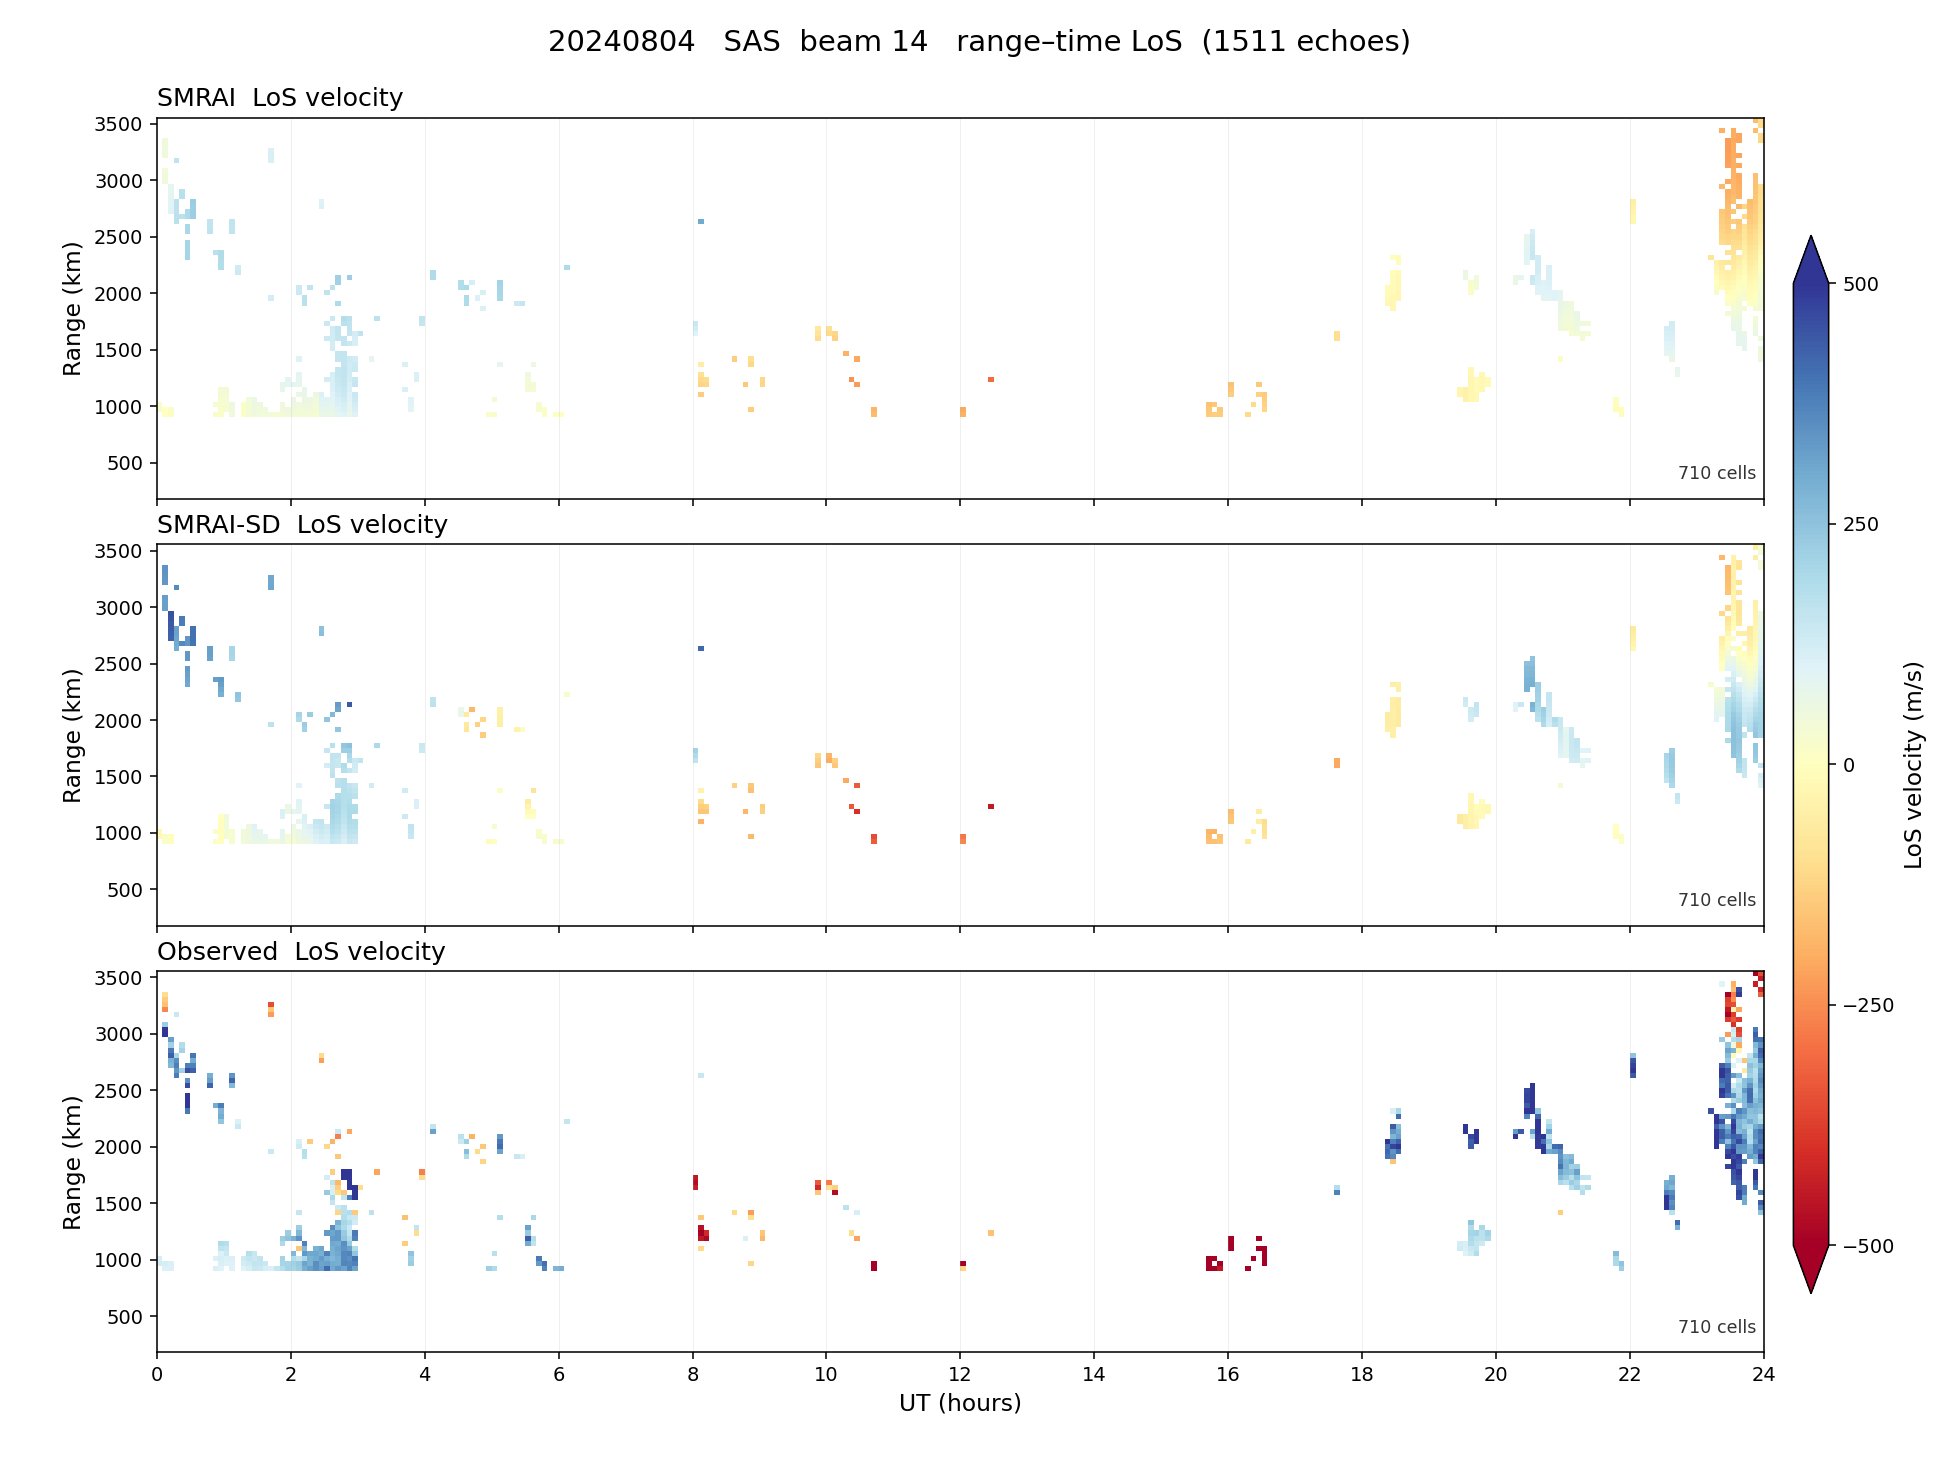 20240804 SAS beam 14 range–time LoS (1511 echoes)
SMRAI LoS velocity
3500
3000
2500
2000
1500
1000
500
Range (km)
710 cells
SMRAI-SD LoS velocity
3500
3000
2500
2000
1500
1000
500
Range (km)
710 cells
Observed LoS velocity
3500
3000
2500
2000
1500
1000
500
Range (km)
710 cells
0 2 4 6 8 10 12 14 16 18 20 22 24
UT (hours)
500
250
0
−250
−500
LoS velocity (m/s)